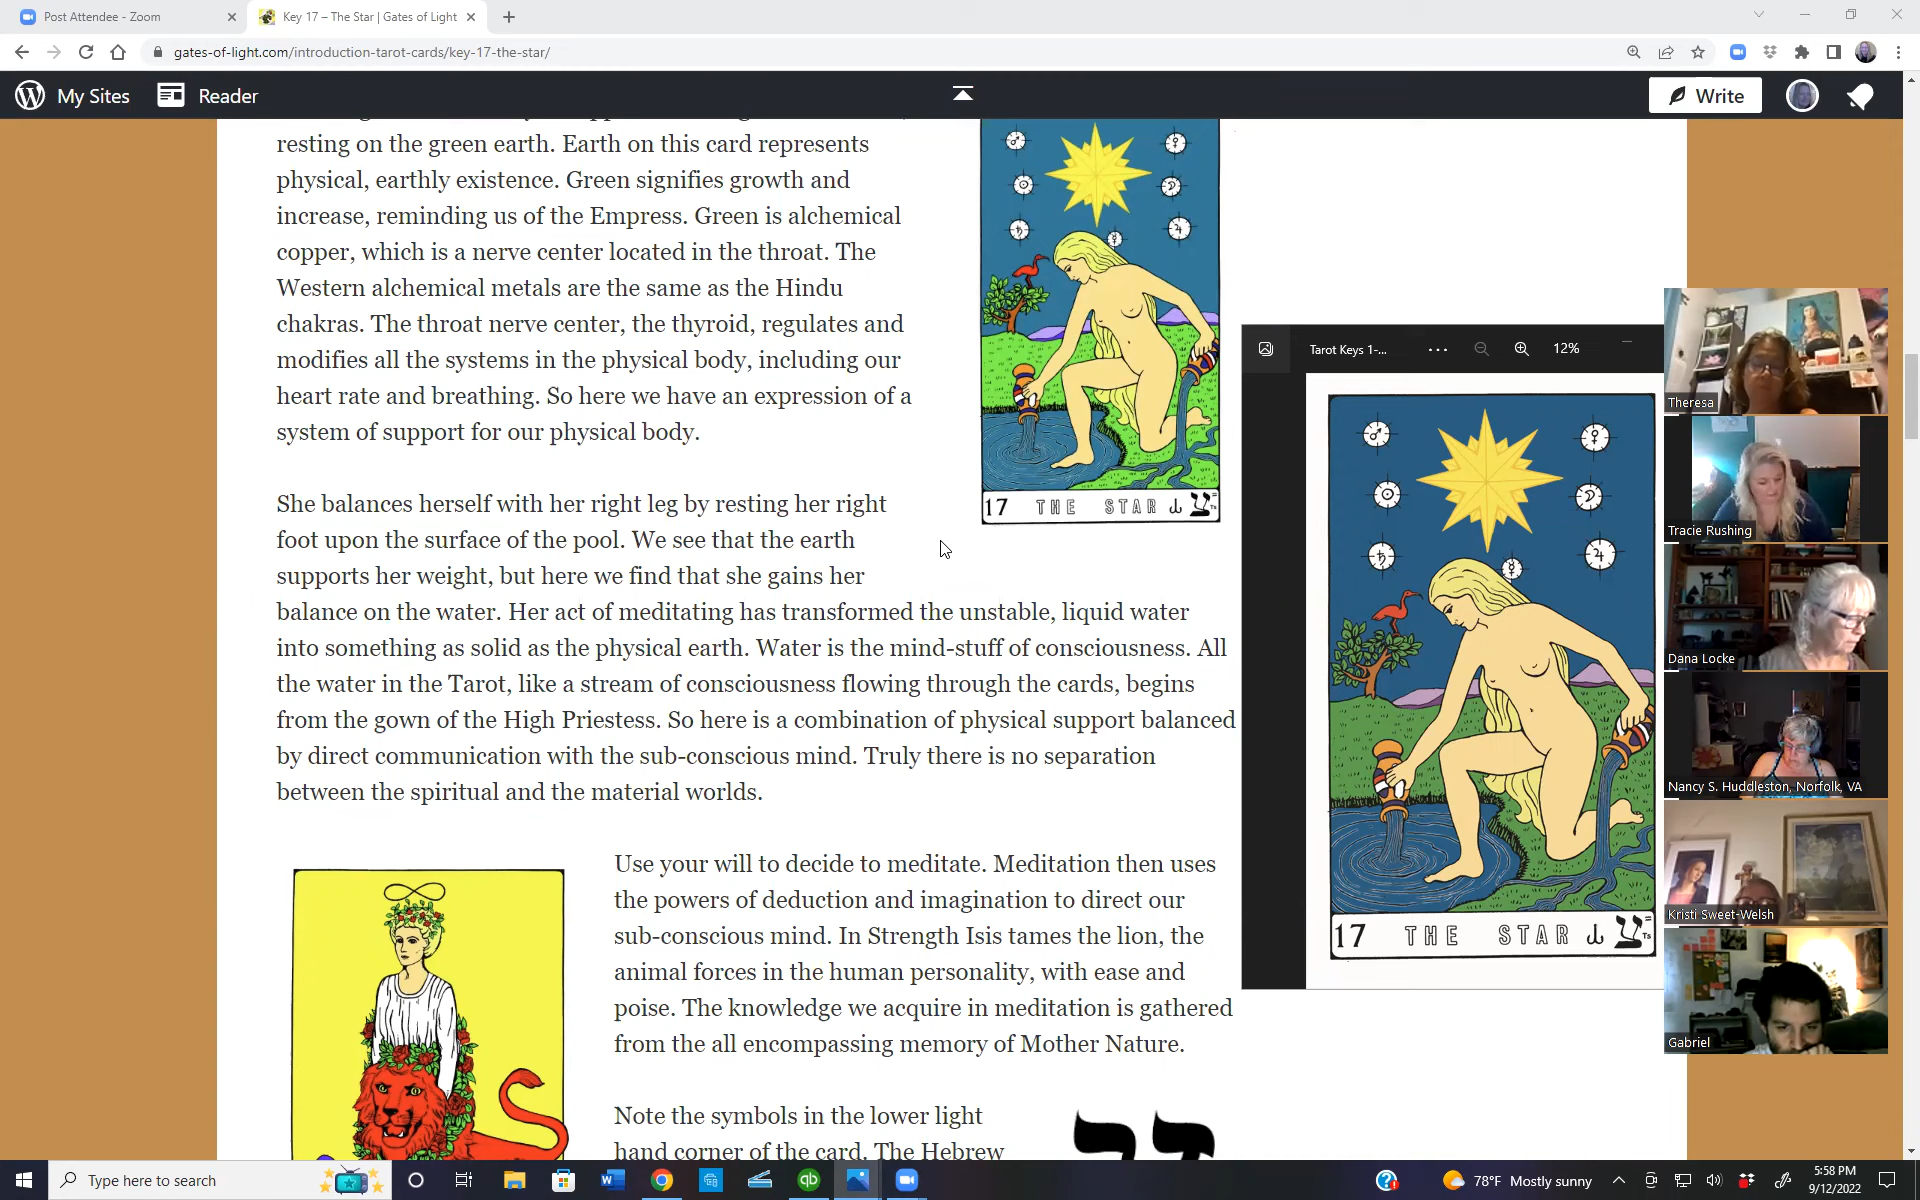 Post Attendee - Zoom
Key 17 – The Star | Gates of Light
gates-of-light.com/introduction-tarot-cards/key-17-the-star/
My Sites
Reader
Write
resting on the green earth. Earth on this card represents
physical, earthly existence. Green signifies growth and
increase, reminding us of the Empress. Green is alchemical
copper, which is a nerve center located in the throat. The
Western alchemical metals are the same as the Hindu
chakras. The throat nerve center, the thyroid, regulates and
modifies all the systems in the physical body, including our
heart rate and breathing. So here we have an expression of a
system of support for our physical body.
17 THE STAR ל צ Ts
She balances herself with her right leg by resting her right
foot upon the surface of the pool. We see that the earth
supports her weight, but here we find that she gains her
balance on the water. Her act of meditating has transformed the unstable, liquid water
into something as solid as the physical earth. Water is the mind-stuff of consciousness. All
the water in the Tarot, like a stream of consciousness flowing through the cards, begins
from the gown of the High Priestess. So here is a combination of physical support balanced
by direct communication with the sub-conscious mind. Truly there is no separation
between the spiritual and the material worlds.
Use your will to decide to meditate. Meditation then uses
the powers of deduction and imagination to direct our
sub-conscious mind. In Strength Isis tames the lion, the
animal forces in the human personality, with ease and
poise. The knowledge we acquire in meditation is gathered
from the all encompassing memory of Mother Nature.
Note the symbols in the lower light
hand corner of the card. The Hebrew
Tarot Keys 1-...
12%
17 THE STAR צ Ts
Theresa
Tracie Rushing
Dana Locke
Nancy S. Huddleston, Norfolk, VA
Kristi Sweet-Welsh
Gabriel
Type here to search
78°F Mostly sunny
5:58 PM
9/12/2022